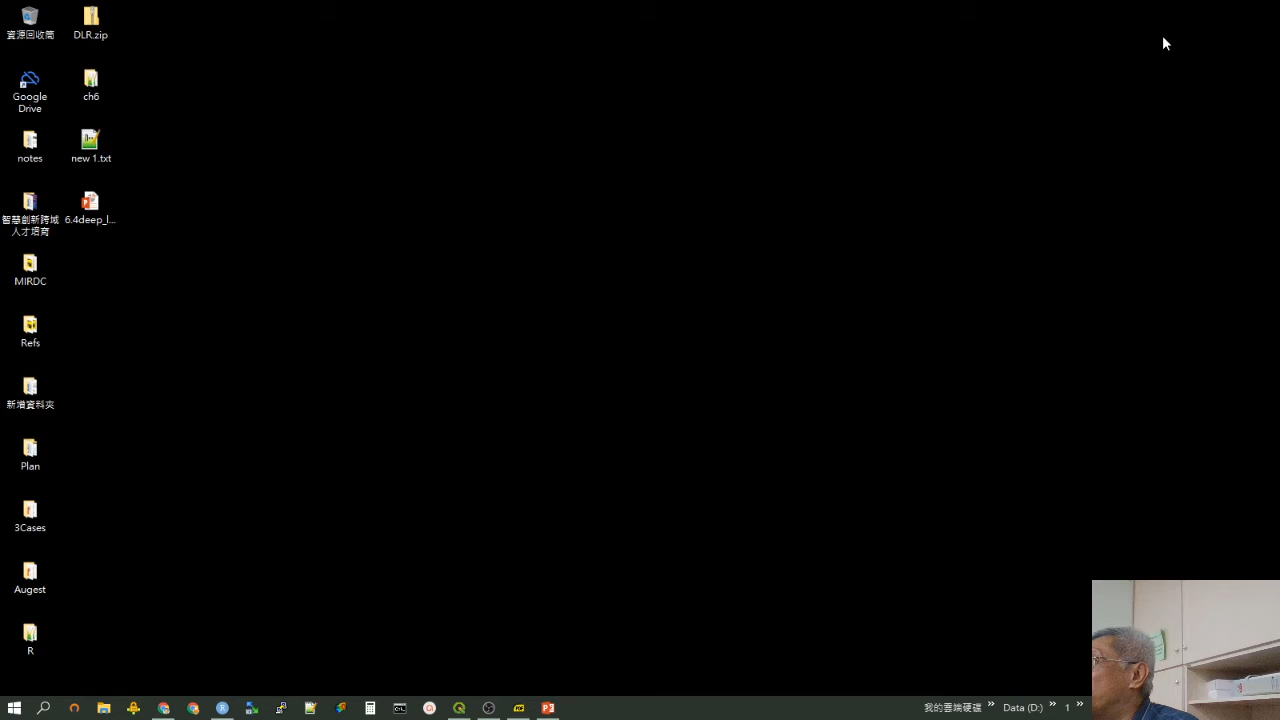 資源回收筒
DLR.zip
Google
Drive
ch6
notes
new 1.txt
智慧創新跨域
人才培育
6.4deep_l...
MIRDC
Refs
新增資料夾
Plan
3Cases
Augest
R
我的雲端硬碟 »
Data (D:) »
1 »